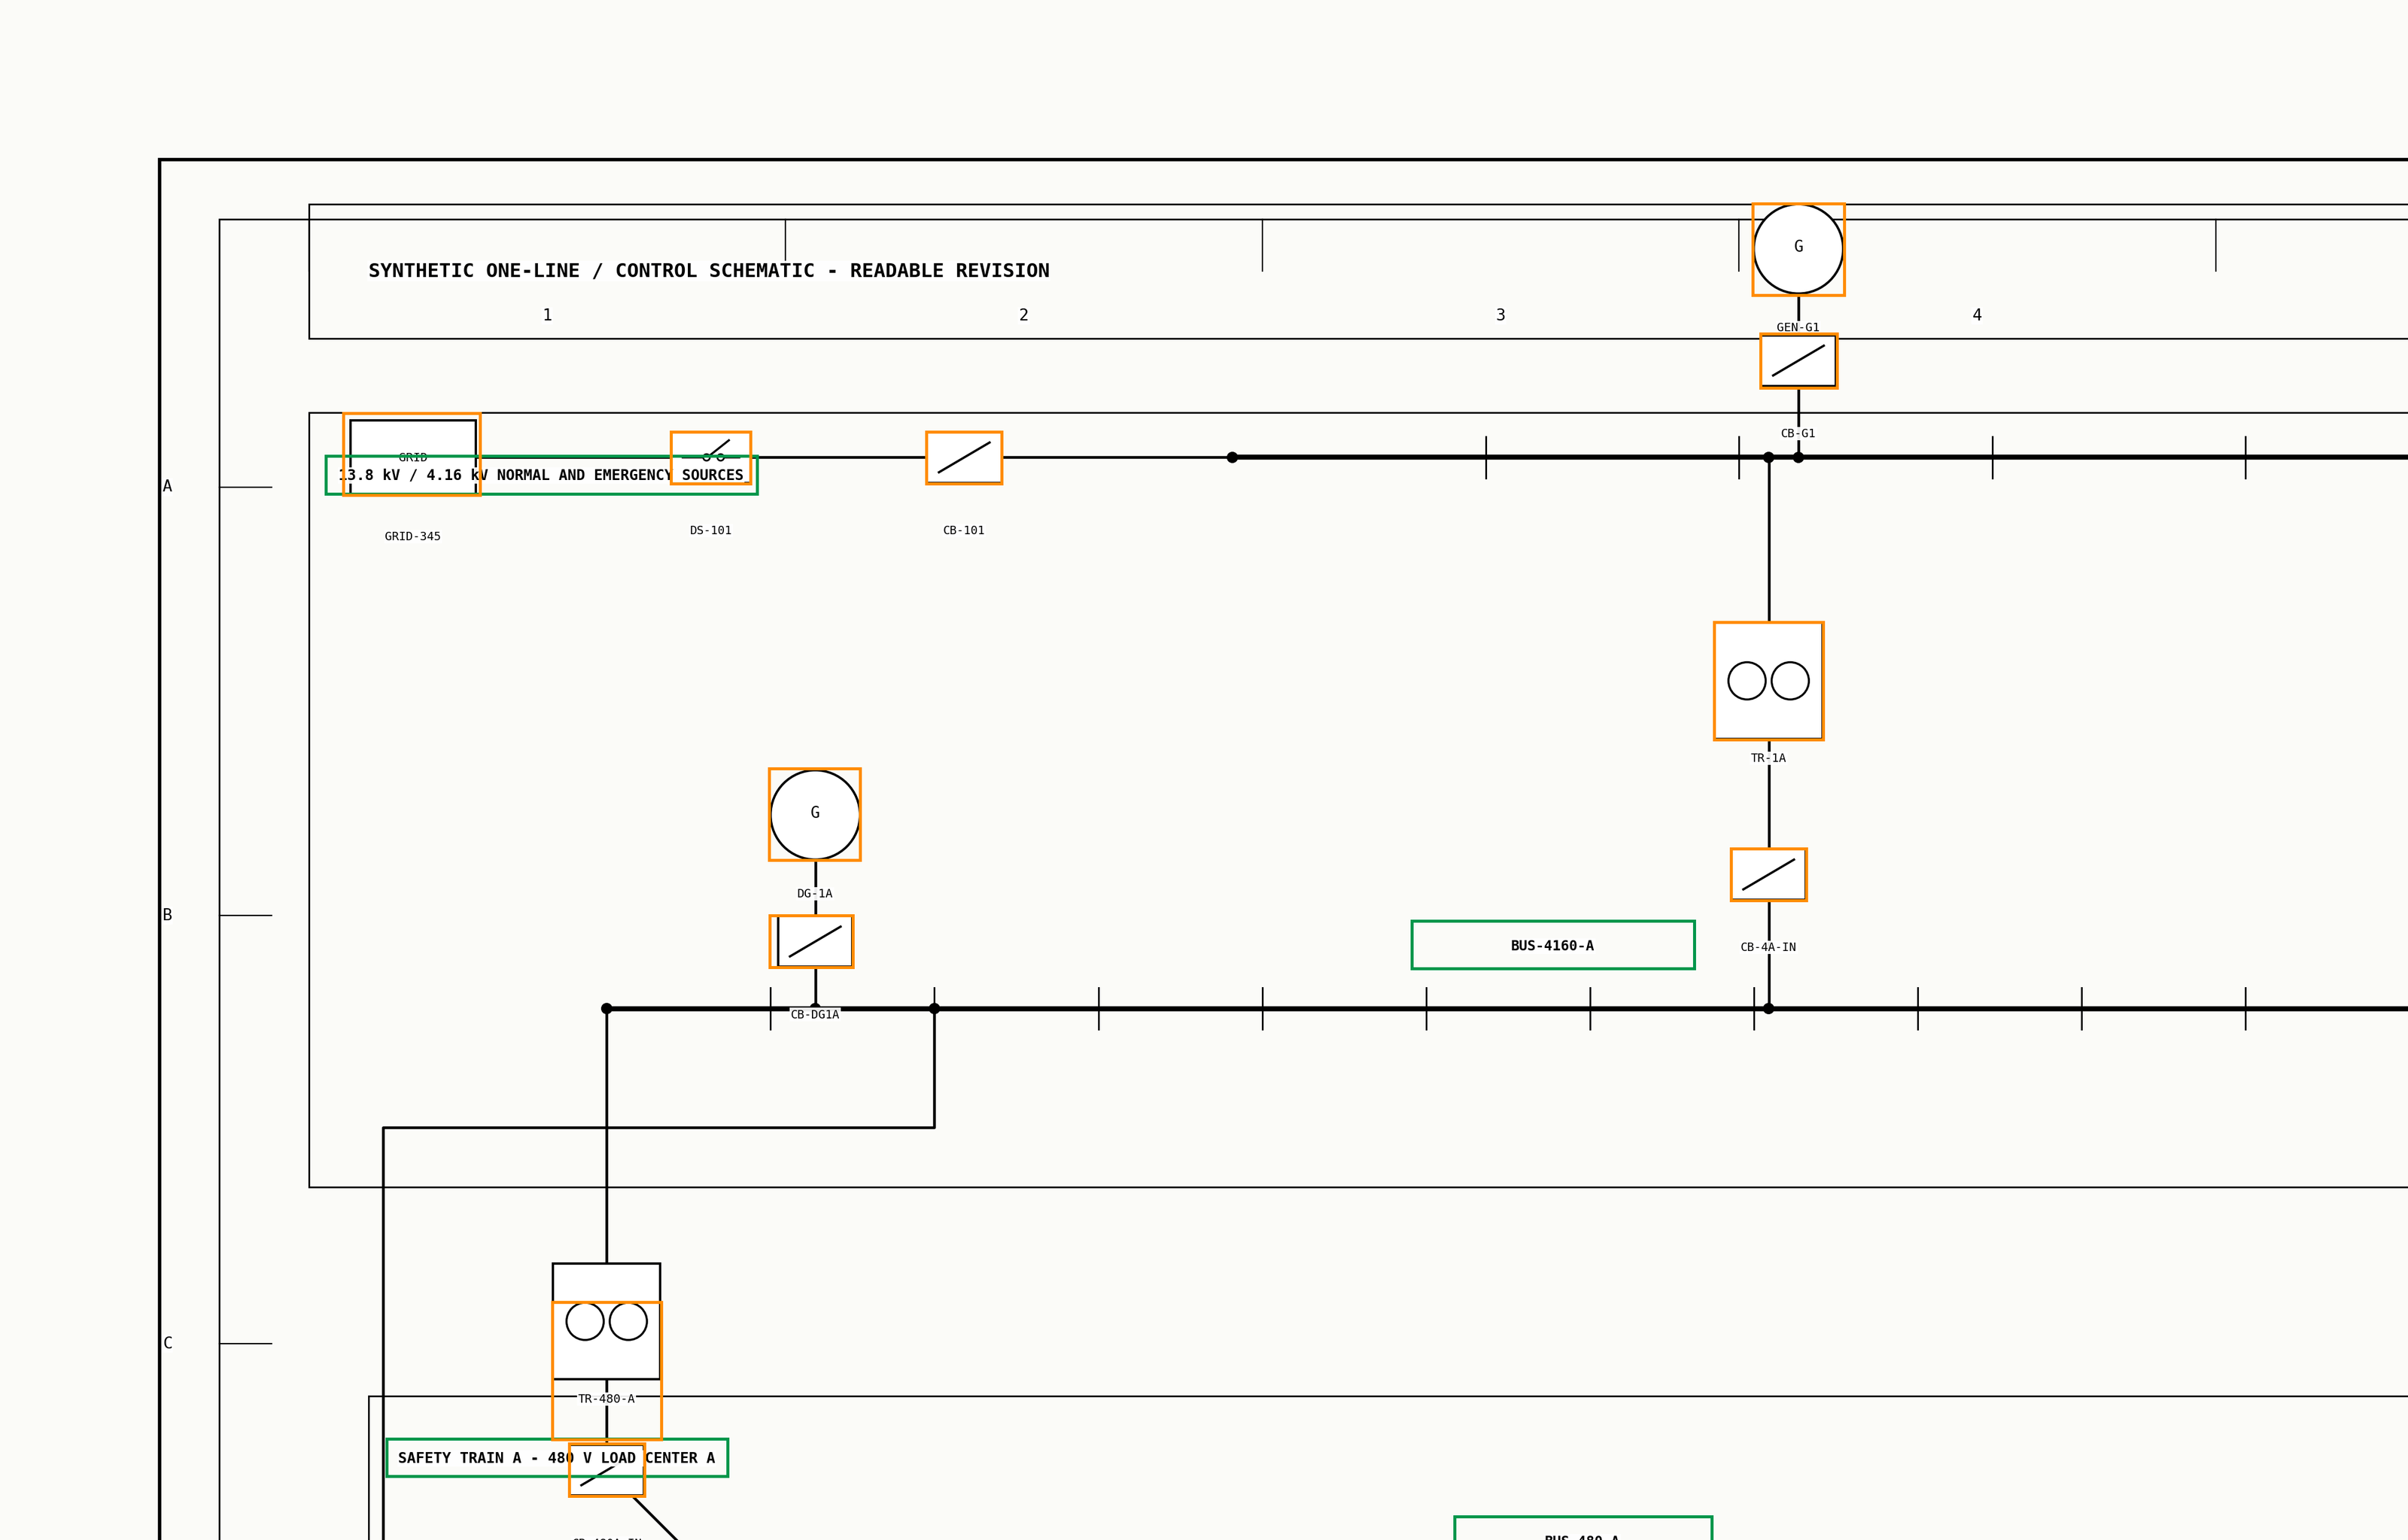 SYNTHETIC ONE-LINE / CONTROL SCHEMATIC - READABLE REVISION
G
1
2
3
4
GEN-G1
CB-G1
GRID
13.8 kV / 4.16 kV NORMAL AND EMERGENCY SOURCES
A
DS-101
CB-101
GRID-345
TR-1A
G
DG-1A
B
BUS-4160-A
CB-4A-IN
CB-DG1A
C
TR-480-A
SAFETY TRAIN A - 480 V LOAD CENTER A
BUS-480-A